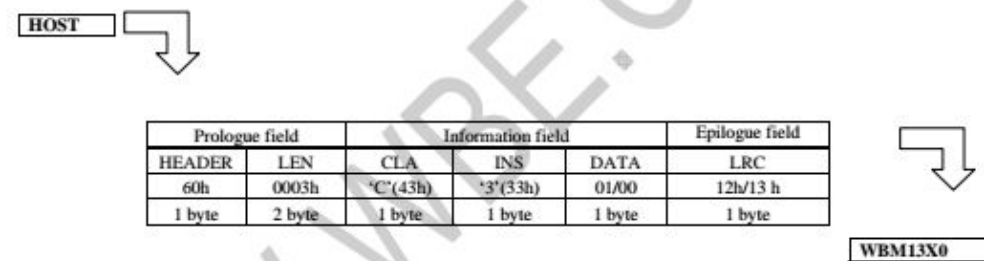 HOST
Prologue field Information field Epilogue field
HEADER LEN CLA INS DATA LRC
60h 0003h ‘C’(43h) ‘3’(33h) 01/00 12h/13 h
1 byte 2 byte 1 byte 1 byte 1 byte 1 byte
WBM13X0